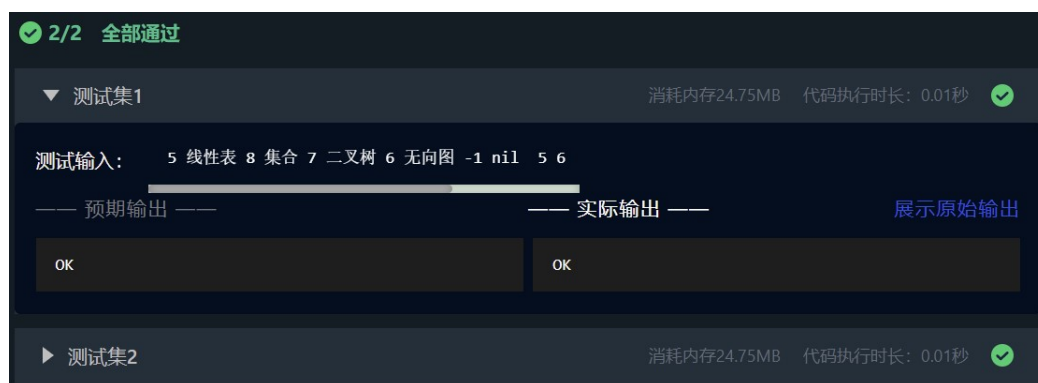 2/2 全部通过
测试集1 消耗内存24.75MB 代码执行时长：0.01秒
测试输入： 5 线性表 8 集合 7 二叉树 6 无向图 -1 nil 5 6
—— 预期输出 —— —— 实际输出 —— 展示原始输出
OK OK
测试集2 消耗内存24.75MB 代码执行时长：0.01秒